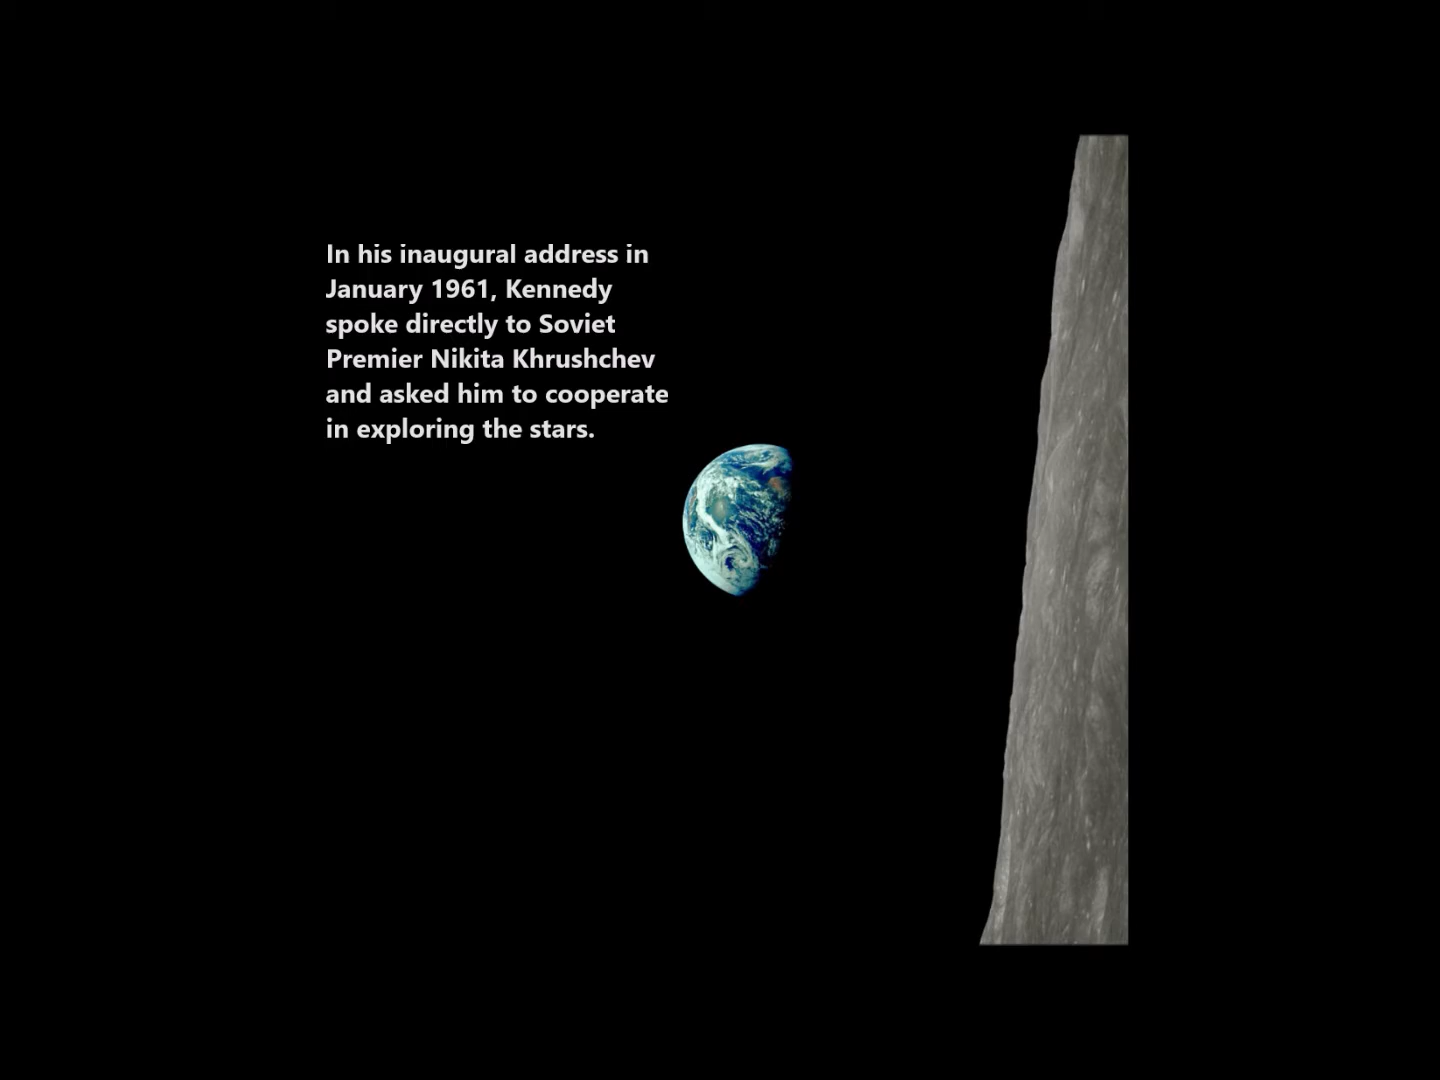 In his inaugural address in
January 1961, Kennedy
spoke directly to Soviet
Premier Nikita Khrushchev
and asked him to cooperate
in exploring the stars.